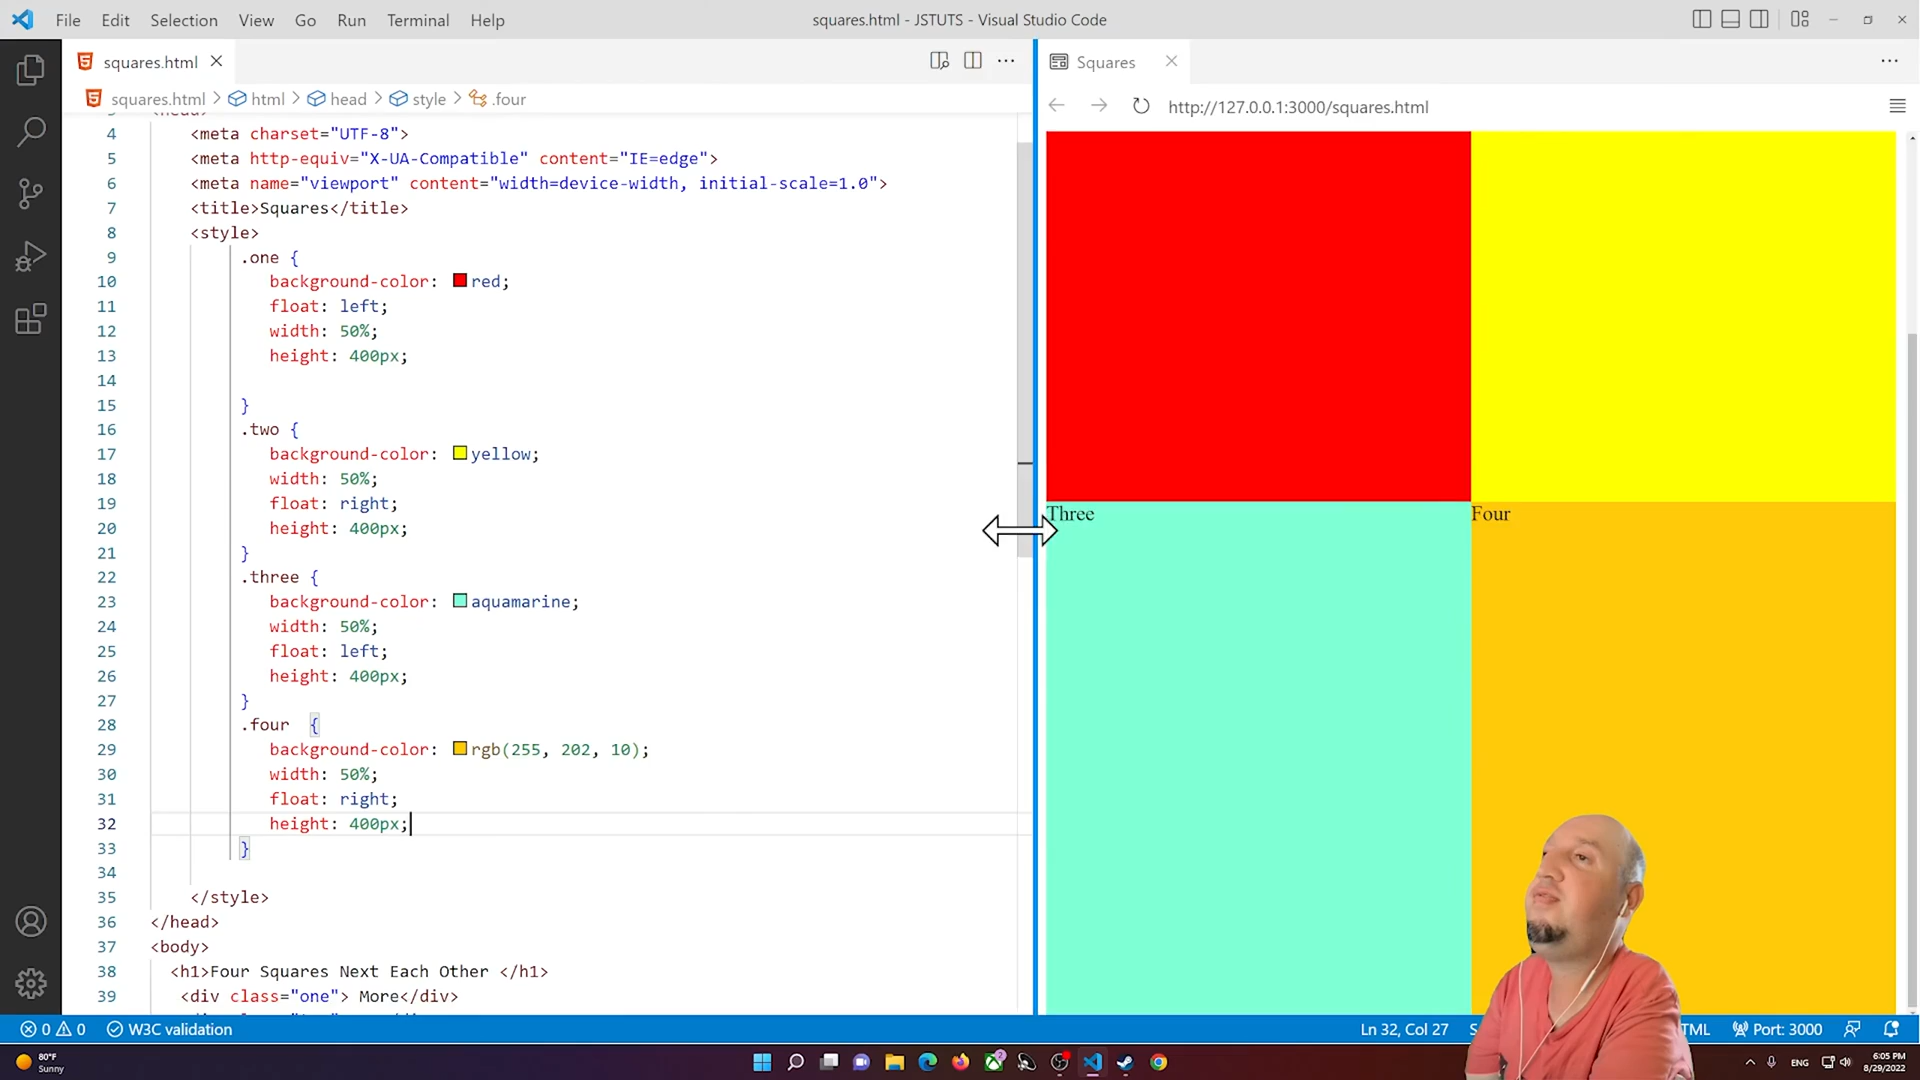 File Edit Selection View Go Run Terminal Help
squares.html - JSTUTS - Visual Studio Code
squares.html
squares.html > html > head > style > .four
4 <meta charset="UTF-8">
5 <meta http-equiv="X-UA-Compatible" content="IE=edge">
6 <meta name="viewport" content="width=device-width, initial-scale=1.0">
7 <title>Squares</title>
8 <style>
9 .one {
10 background-color: red;
11 float: left;
12 width: 50%;
13 height: 400px;
14
15 }
16 .two {
17 background-color: yellow;
18 width: 50%;
19 float: right;
20 height: 400px;
21 }
22 .three {
23 background-color: aquamarine;
24 width: 50%;
25 float: left;
26 height: 400px;
27 }
28 .four {
29 background-color: rgb(255, 202, 10);
30 width: 50%;
31 float: right;
32 height: 400px;
33 }
34
35 </style>
36 </head>
37 <body>
38 <h1>Four Squares Next Each Other </h1>
39 <div class="one"> More</div>
Squares
http://127.0.0.1:3000/squares.html
Three
Four
0 0 W3C validation
Ln 32, Col 27
Port: 3000
80°F
Sunny
2
ENG
6:05 PM
8/29/2022